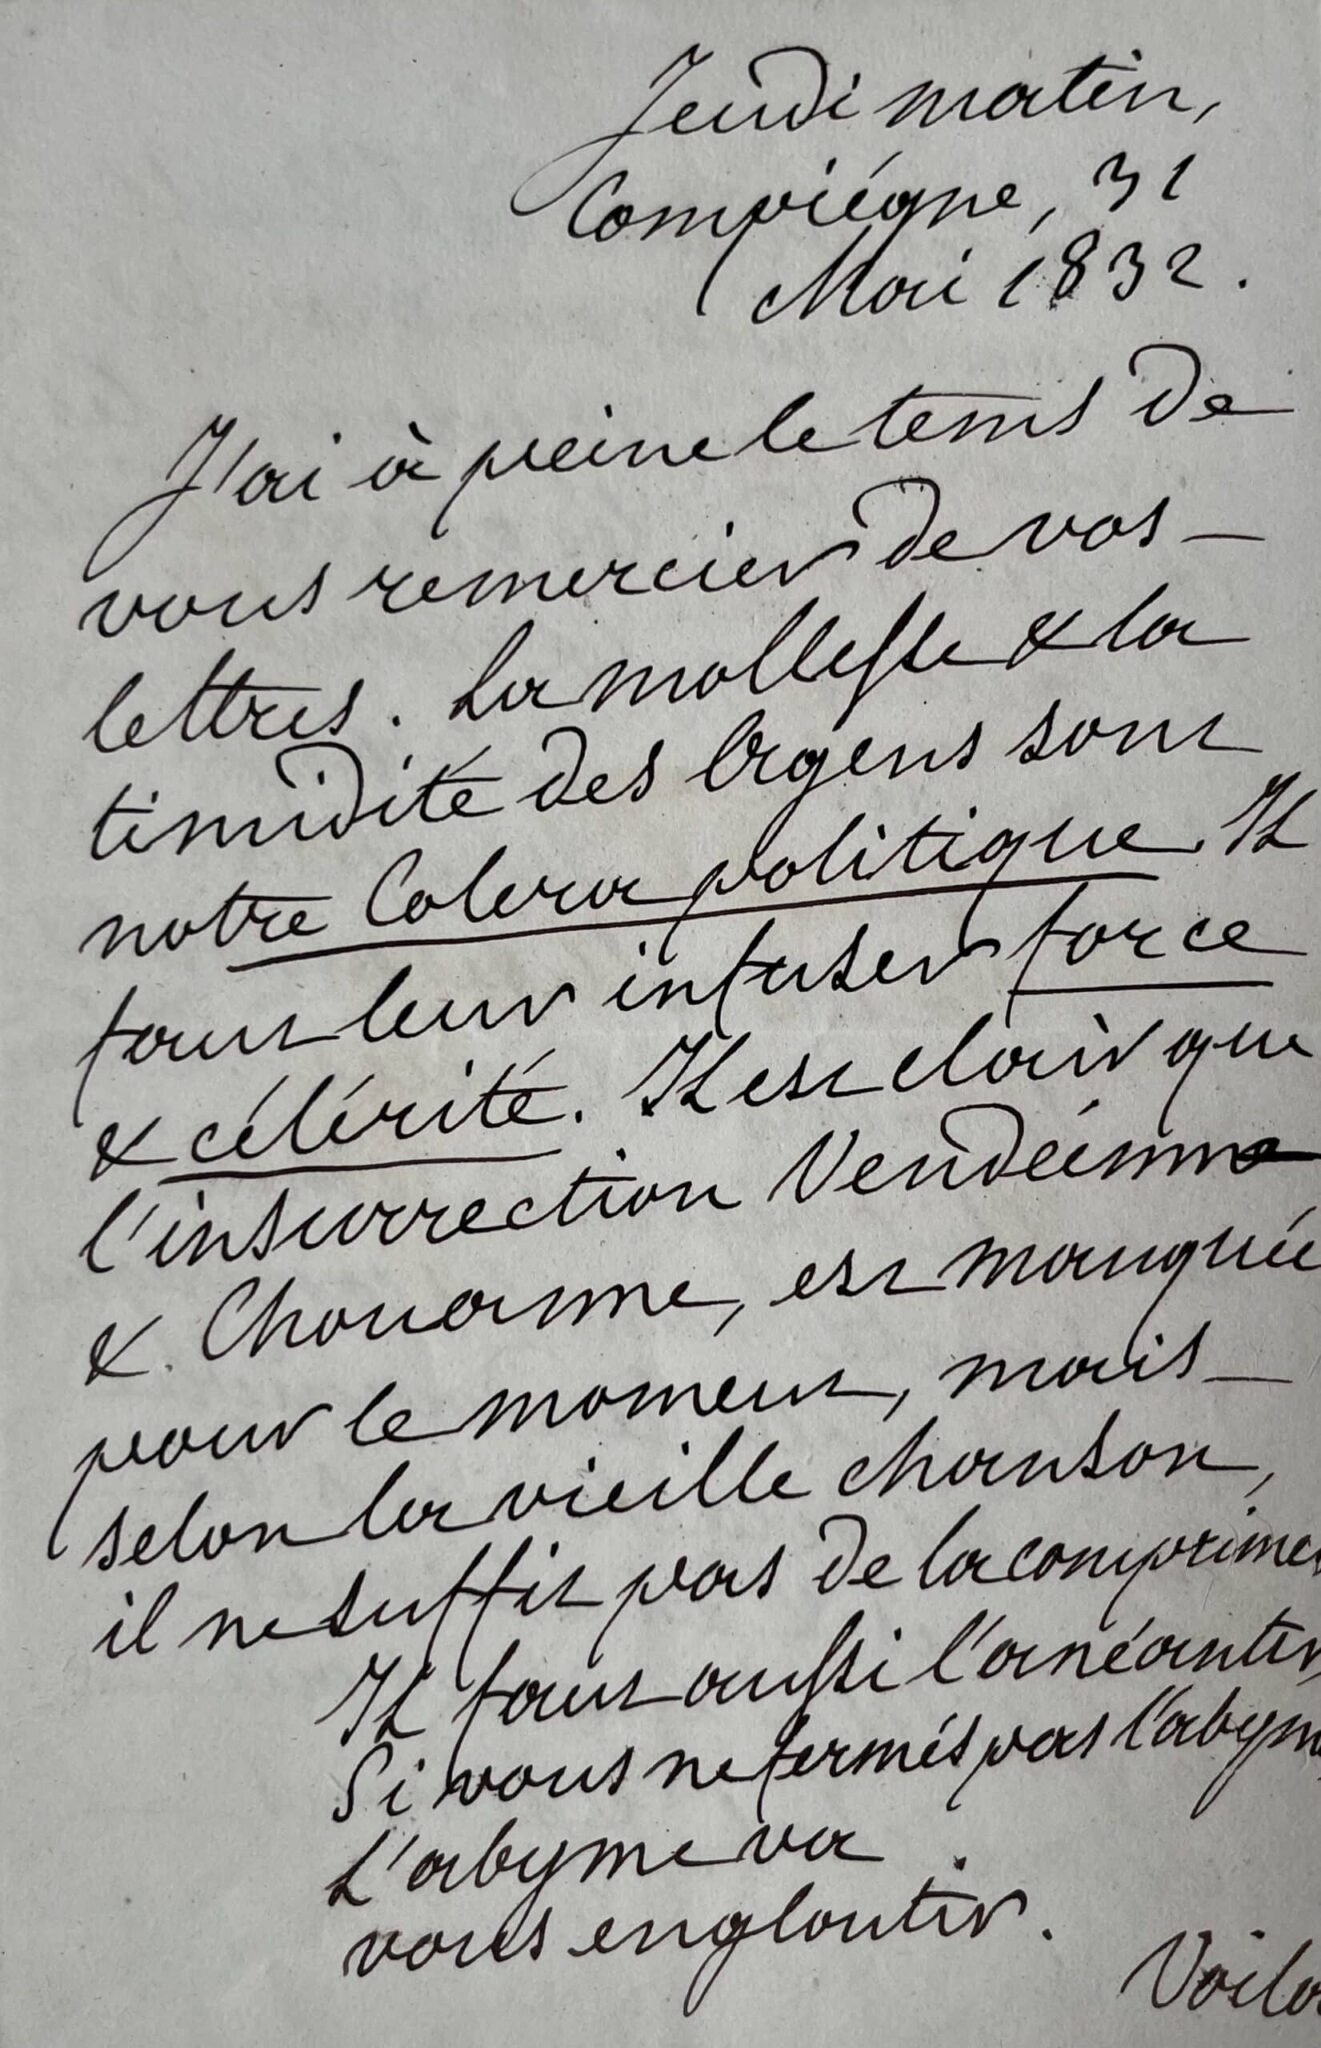 Jeudi matin,
Compiégne, 31
Mai 1832.
J'ai à peine le tems de
vous remercier de vos
lettres. La mollesse & la
timidité des Agens sont
notre Colera politique. Il
faut leur infuser force
& célérité. Il est clair que
l'insurrection Vendéenne
& Chouanne, est manquée
pour le moment, mais
selon la vieille chanson,
il ne suffit pas de la comprimer
Il faut aussi l'anéantir,
Si vous ne fermés pas l'abyme,
L'abyme va
vous engloutir.
Voila